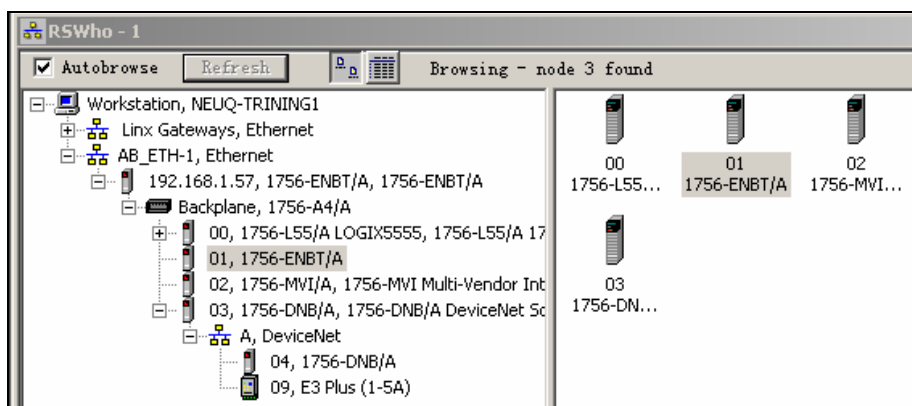 RSWho - 1
Autobrowse Refresh Browsing - node 3 found
Workstation, NEUQ-TRINING1
Linx Gateways, Ethernet
AB_ETH-1, Ethernet
192.168.1.57, 1756-ENBT/A, 1756-ENBT/A
Backplane, 1756-A4/A
00, 1756-L55/A LOGIX5555, 1756-L55/A 17
01, 1756-ENBT/A
02, 1756-MVI/A, 1756-MVI Multi-Vendor Int
03, 1756-DNB/A, 1756-DNB/A DeviceNet Sc
A, DeviceNet
04, 1756-DNB/A
09, E3 Plus (1-5A)
00
1756-L55...
01
1756-ENBT/A
02
1756-MVI...
03
1756-DN...